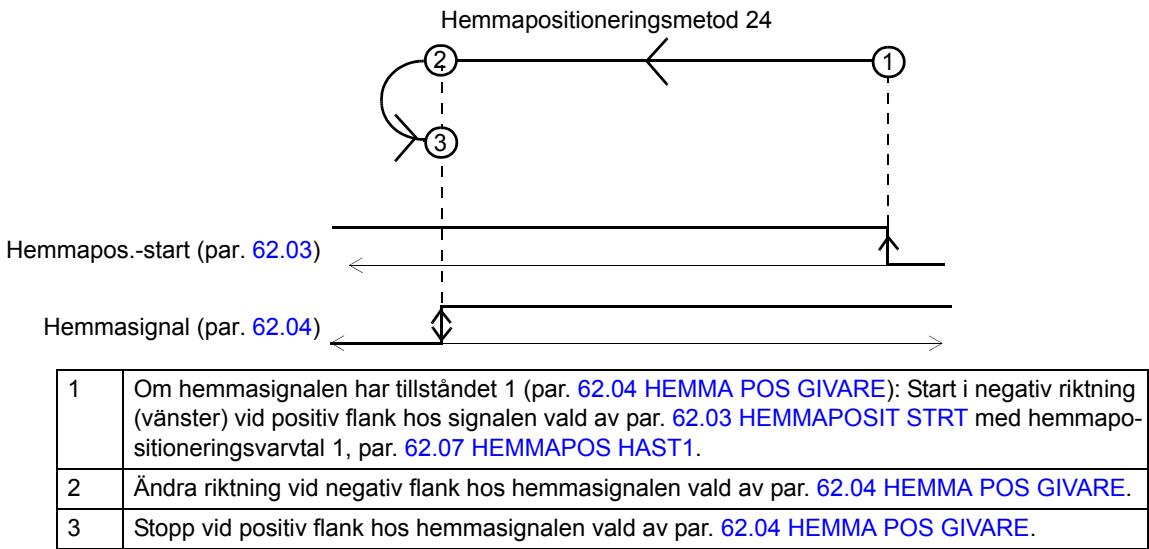 Hemmapositioneringsmetod 24
2
1
3
Hemmapos.-start (par. 62.03)
Hemmasignal (par. 62.04)
1 Om hemmasignalen har tillståndet 1 (par. 62.04 HEMMA POS GIVARE): Start i negativ riktning
(vänster) vid positiv flank hos signalen vald av par. 62.03 HEMMAPOSIT STRT med hemmapo-
sitioneringsvarvtal 1, par. 62.07 HEMMAPOS HAST1.
2 Ändra riktning vid negativ flank hos hemmasignalen vald av par. 62.04 HEMMA POS GIVARE.
3 Stopp vid positiv flank hos hemmasignalen vald av par. 62.04 HEMMA POS GIVARE.